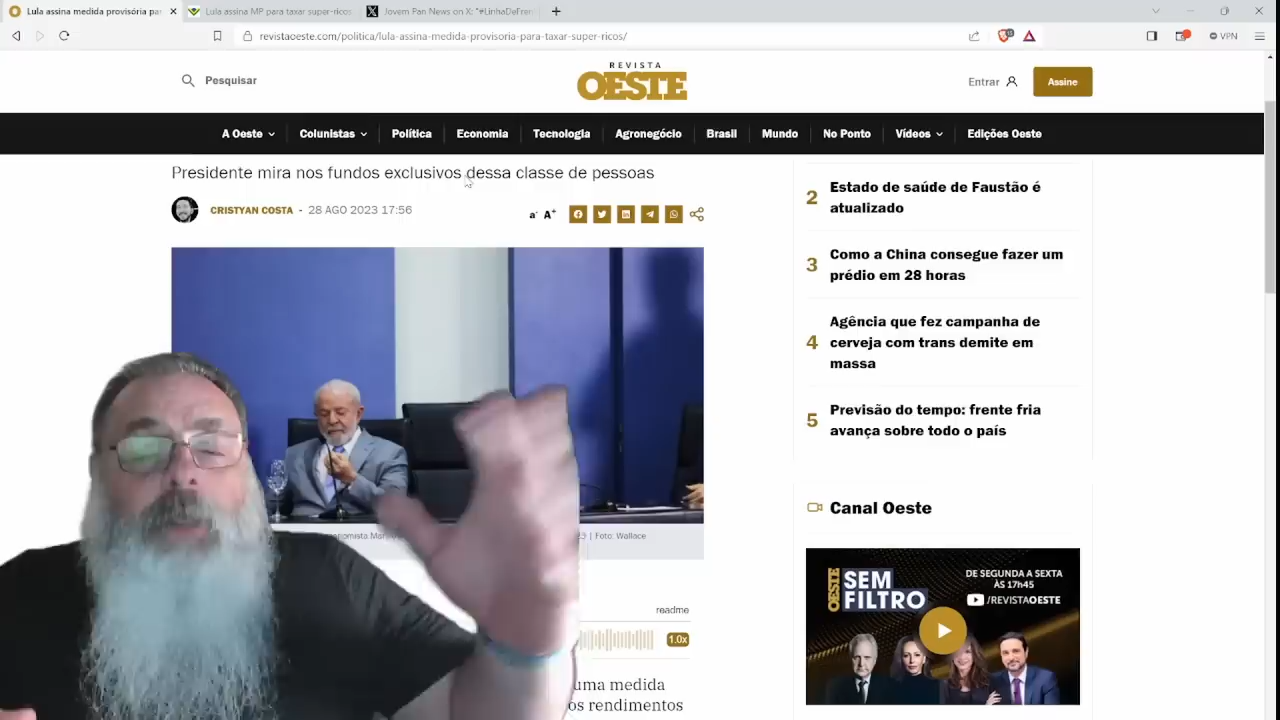 Lula assina medida provisória pa
Lula assina MP para taxar super-ricos
Jovem Pan News on X: "#LinhaDeFren
revistaoeste.com/politica/lula-assina-medida-provisoria-para-taxar-super-ricos/
VPN
Pesquisar
REVISTA
OESTE
Entrar
Assine
A Oeste
Colunistas
Política
Economia
Tecnologia
Agronegócio
Brasil
Mundo
No Ponto
Vídeos
Edições Oeste
Presidente mira nos fundos exclusivos dessa classe de pessoas
CRISTYAN COSTA - 28 AGO 2023 17:56
a- A+
| Foto: Wallace
readme
1.0x
uma medida
os rendimentos
2 Estado de saúde de Faustão é
atualizado
3 Como a China consegue fazer um
prédio em 28 horas
4 Agência que fez campanha de
cerveja com trans demite em
massa
5 Previsão do tempo: frente fria
avança sobre todo o país
Canal Oeste
OESTE
SEM
FILTRO
DE SEGUNDA A SEXTA
ÀS 17h45
/REVISTAOESTE